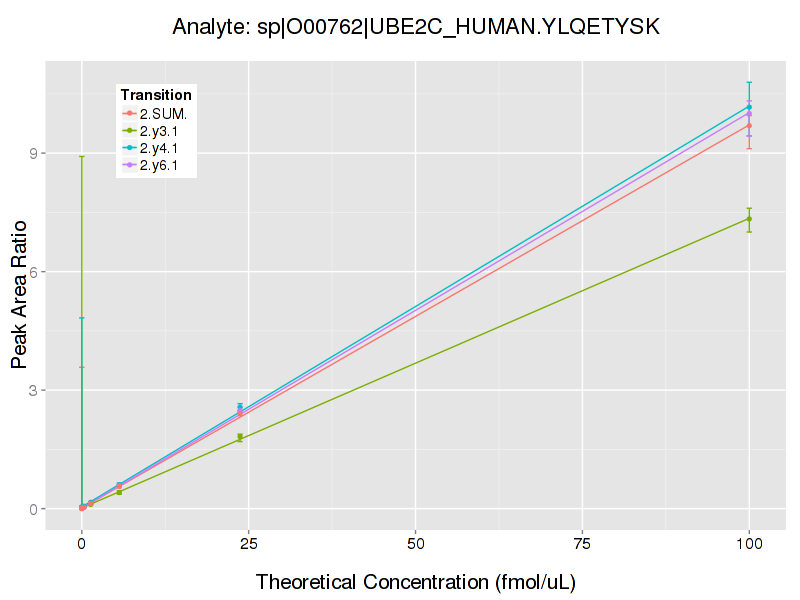 Analyte: sp|O00762|UBE2C_HUMAN.YLQETYSK
Transition
2.SUM.
2.y3.1
2.y4.1
2.y6.1
Peak Area Ratio
9
6
3
0
0 25 50 75 100
Theoretical Concentration (fmol/uL)